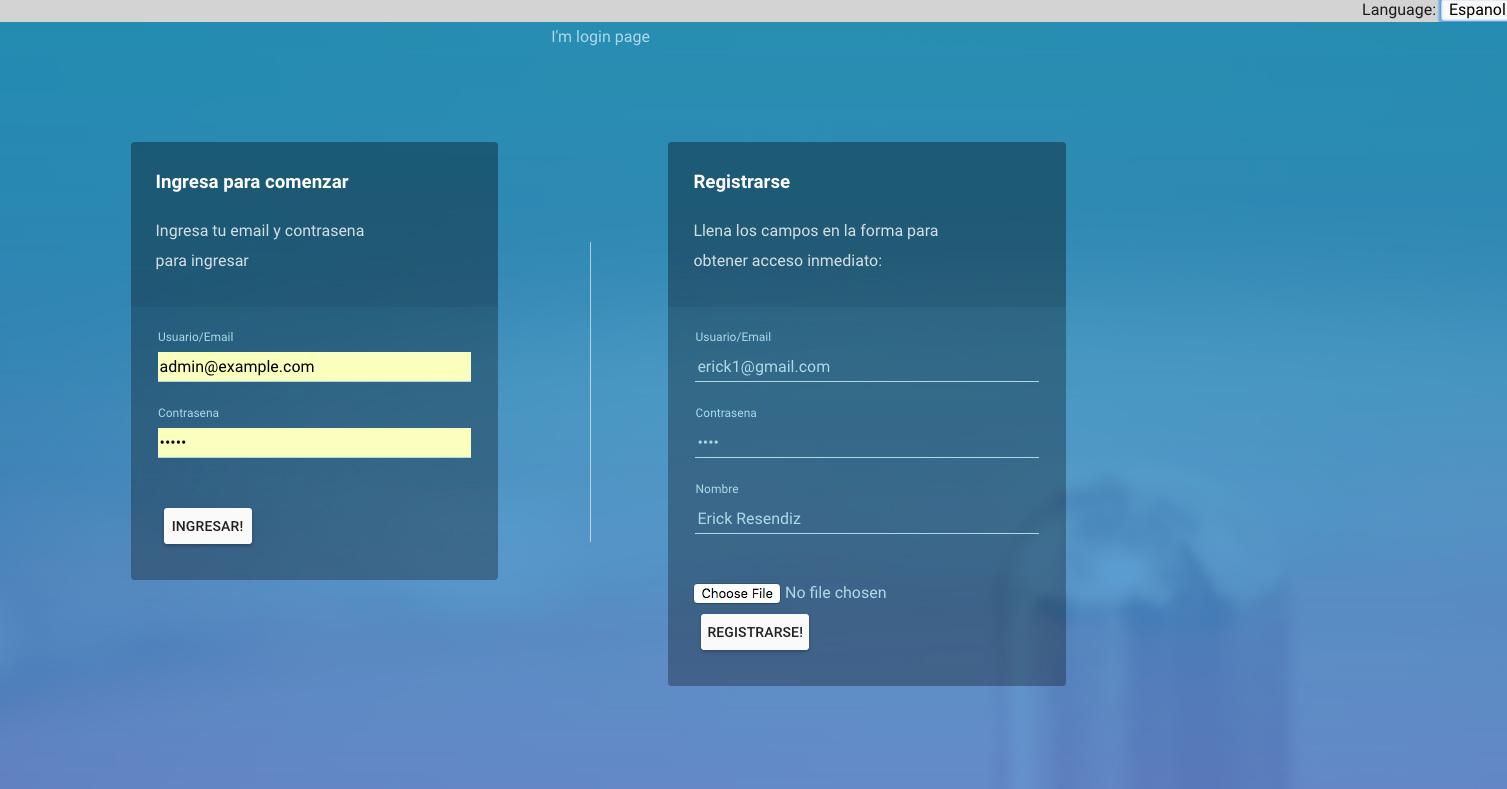 Language: Espanol
I'm login page
Ingresa para comenzar
Ingresa tu email y contrasena
para ingresar
Usuario/Email
admin@example.com
Contrasena
•••••
INGRESAR!
Registrarse
Llena los campos en la forma para
obtener acceso inmediato:
Usuario/Email
erick1@gmail.com
Contrasena
••••
Nombre
Erick Resendiz
Choose File No file chosen
REGISTRARSE!